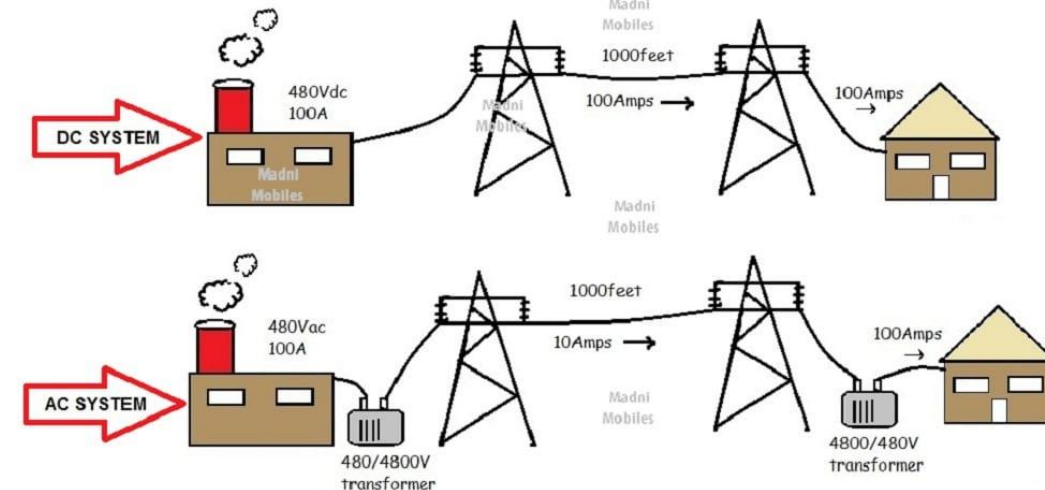 Madni
Mobiles
1000feet
480Vdc
100A
100Amps
100Amps
Madni
Mobiles
DC SYSTEM
Madni
Mobiles
Madni
Mobiles
1000feet
480Vac
100A
10Amps
100Amps
AC SYSTEM
Madni
Mobiles
480/4800V
transformer
4800/480V
transformer